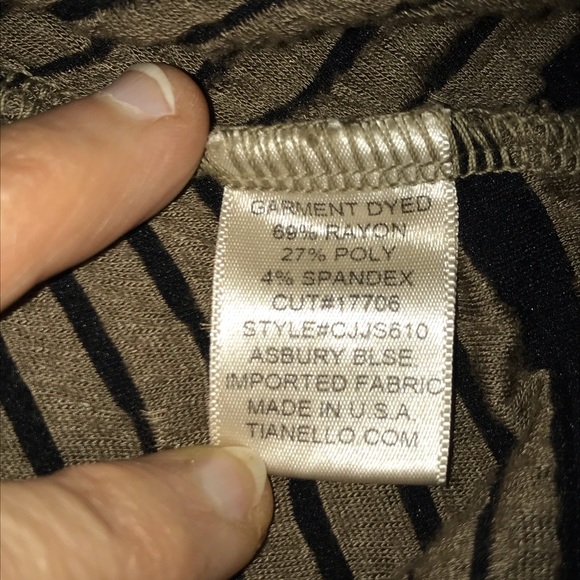 GARMENT DYED
69% RAYON
27% POLY
4% SPANDEX
CUT#17706
STYLE#CJJS610
ASBURY BLSE
IMPORTED FABRIC
MADE IN U.S.A.
TIANELLO.COM